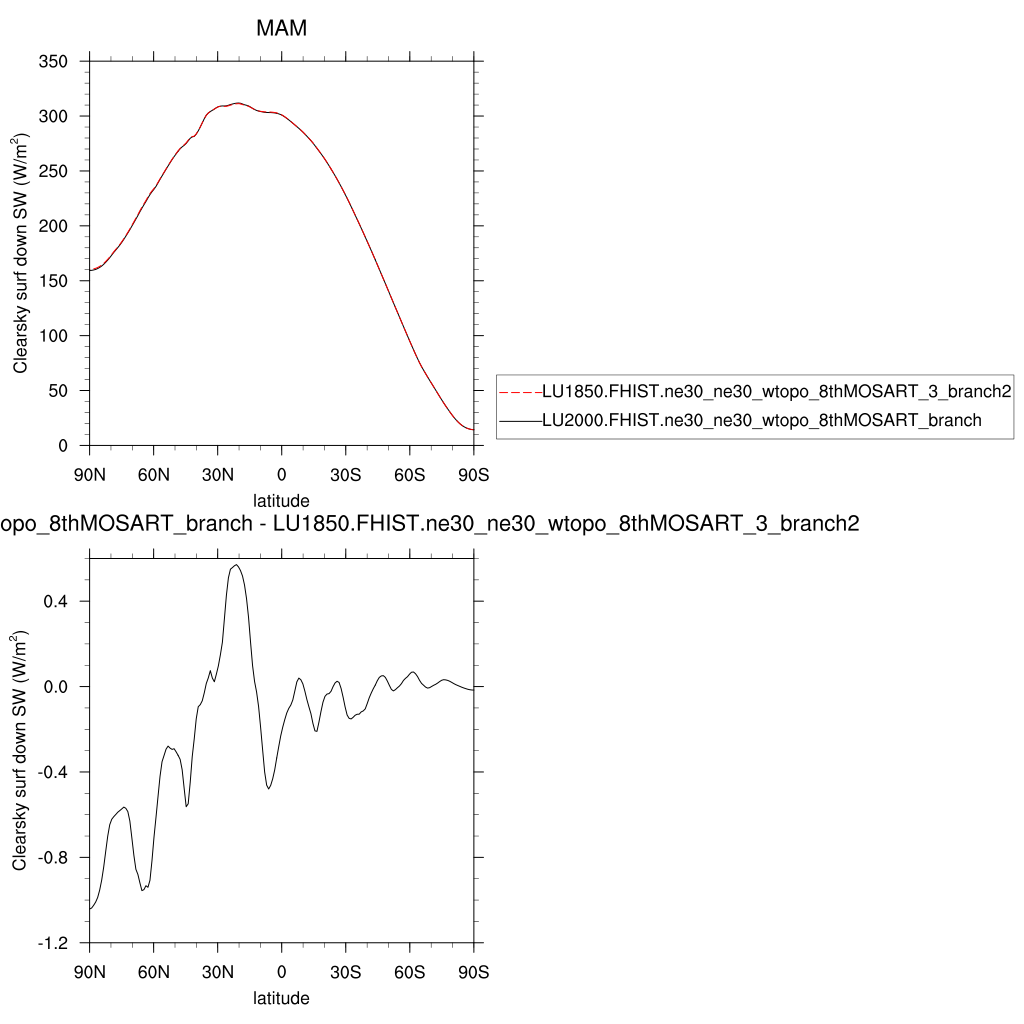 MAM
350
300
250
200
150
100
50
0
Clearsky surf down SW (W/m²)
90N 60N 30N 0 30S 60S 90S
latitude
LU1850.FHIST.ne30_ne30_wtopo_8thMOSART_3_branch2
LU2000.FHIST.ne30_ne30_wtopo_8thMOSART_branch
opo_8thMOSART_branch - LU1850.FHIST.ne30_ne30_wtopo_8thMOSART_3_branch2
0.4
0.0
-0.4
-0.8
-1.2
Clearsky surf down SW (W/m²)
90N 60N 30N 0 30S 60S 90S
latitude